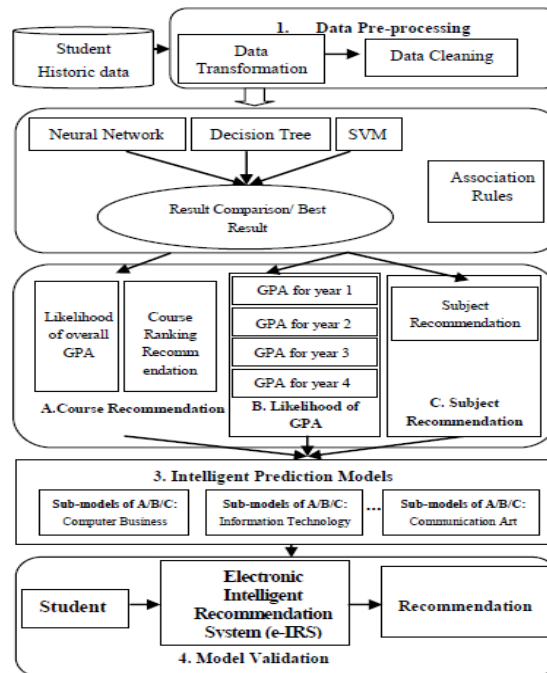 1. Data Pre-processing
Student
Historic data
Data
Transformation
Data Cleaning
Neural Network
Decision Tree
SVM
Association
Rules
Result Comparison/ Best
Result
Likelihood
of overall
GPA
Course
Ranking
Recomm
endation
A.Course Recommendation
GPA for year 1
GPA for year 2
GPA for year 3
GPA for year 4
B. Likelihood of
GPA
Subject
Recommendation
C. Subject
Recommendation
3. Intelligent Prediction Models
Sub-models of A/B/C:
Computer Business
Sub-models of A/B/C:
Information Technology
...
Sub-models of A/B/C:
Communication Art
Student
Electronic
Intelligent
Recommendation
System (e-IRS)
Recommendation
4. Model Validation